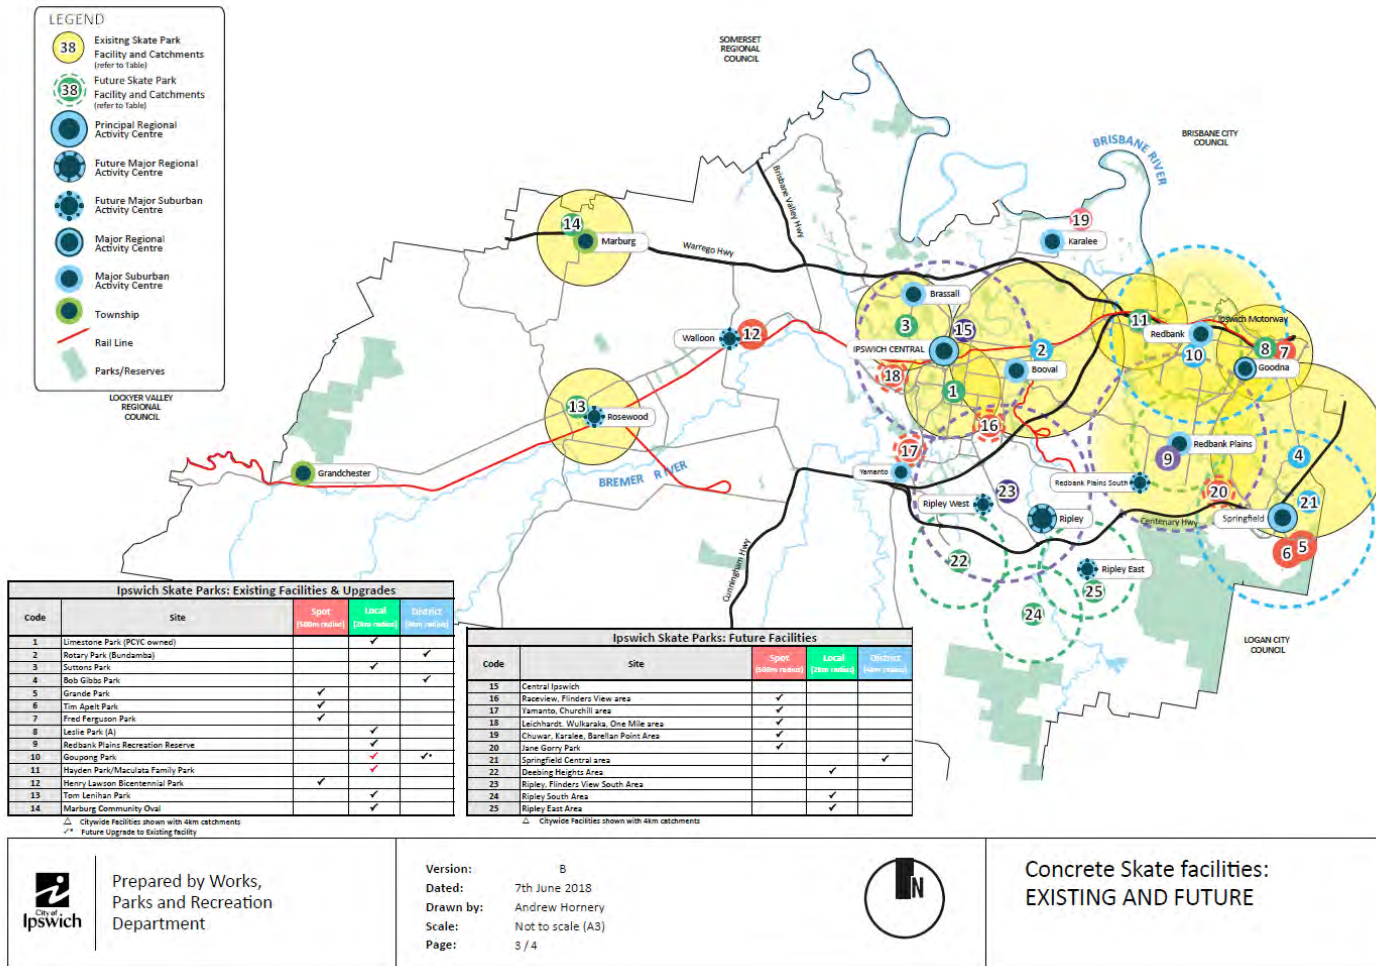 LEGEND
38
Exisitng Skate Park
Facility and Catchments
(refer to Table)
38
Future Skate Park
Facility and Catchments
(refer to Table)
Principal Regional
Activity Centre
Future Major Regional
Activity Centre
Future Major Suburban
Activity Centre
Major Regional
Activity Centre
Major Suburban
Activity Centre
Township
Rail Line
Parks/Reserves
LOCKYER VALLEY
REGIONAL
COUNCIL
SOMERSET
REGIONAL
COUNCIL
BRISBANE CITY
COUNCIL
LOGAN CITY
COUNCIL
BRISBANE RIVER
BREMER RIVER
Brisbane Valley Hwy
Warrego Hwy
Cunningham Hwy
Centenary Hwy
Ipswich Motorway
14
Marburg
19
Karalee
Brassall
3
15
IPSWICH CENTRAL
2
Booval
18
1
11
Redbank
10
8
7
Goodna
Walloon
12
13
Rosewood
Grandchester
16
17
Yamanto
23
Ripley West
Ripley
Redbank Plains South
Redbank Plains
9
4
20
21
Springfield
6
5
22
Ripley East
25
24
Ipswich Skate Parks: Existing Facilities & Upgrades
Code Site Spot (500m radius) Local (2km radius) District (4km radius)
1 Limestone Park (PCYC owned) ✓
2 Rotary Park (Bundamba) ✓
3 Suttons Park ✓
4 Bob Gibbs Park ✓
5 Grande Park ✓
6 Tim Apelt Park ✓
7 Fred Ferguson Park ✓
8 Leslie Park (A) ✓
9 Redbank Plains Recreation Reserve ✓
10 Goupong Park ✓ ✓*
11 Hayden Park/Maculata Family Park ✓
12 Henry Lawson Bicentennial Park ✓
13 Tom Lenihan Park ✓
14 Marburg Community Oval ✓
△ Citywide Facilities shown with 4km catchments
✓* Future Upgrade to Existing facility
Ipswich Skate Parks: Future Facilities
Code Site Spot (500m radius) Local (2km radius) District (4km radius)
15 Central Ipswich
16 Raceview, Flinders View area ✓
17 Yamanto, Churchill area ✓
18 Leichhardt. Wulkaraka, One Mile area ✓
19 Chuwar, Karalee, Barellan Point Area ✓
20 Jane Gorry Park ✓
21 Springfield Central area ✓
22 Deebing Heights Area ✓
23 Ripley, Flinders View South Area
24 Ripley South Area ✓
25 Ripley East Area ✓
△ Citywide Facilities shown with 4km catchments
City of
Ipswich
Prepared by Works,
Parks and Recreation
Department
Version: B
Dated: 7th June 2018
Drawn by: Andrew Hornery
Scale: Not to scale (A3)
Page: 3 / 4
N
Concrete Skate facilities:
EXISTING AND FUTURE